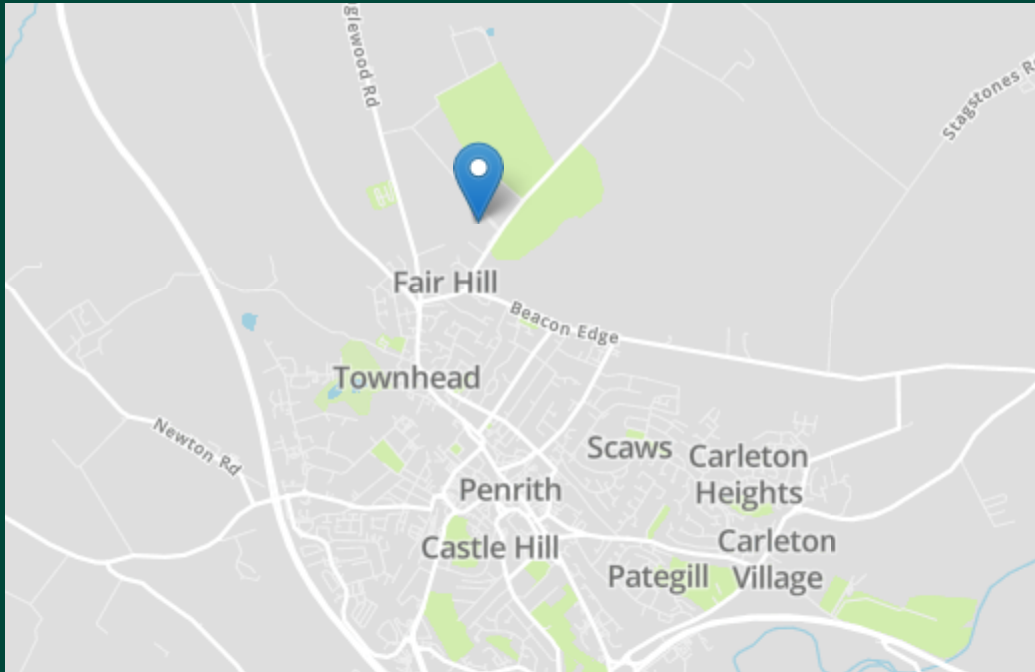 glewood Rd
Stagstones R
Fair Hill
Beacon Edge
Townhead
Newton Rd
Scaws
Carleton
Heights
Penrith
Castle Hill
Carleton
Village
Pategill